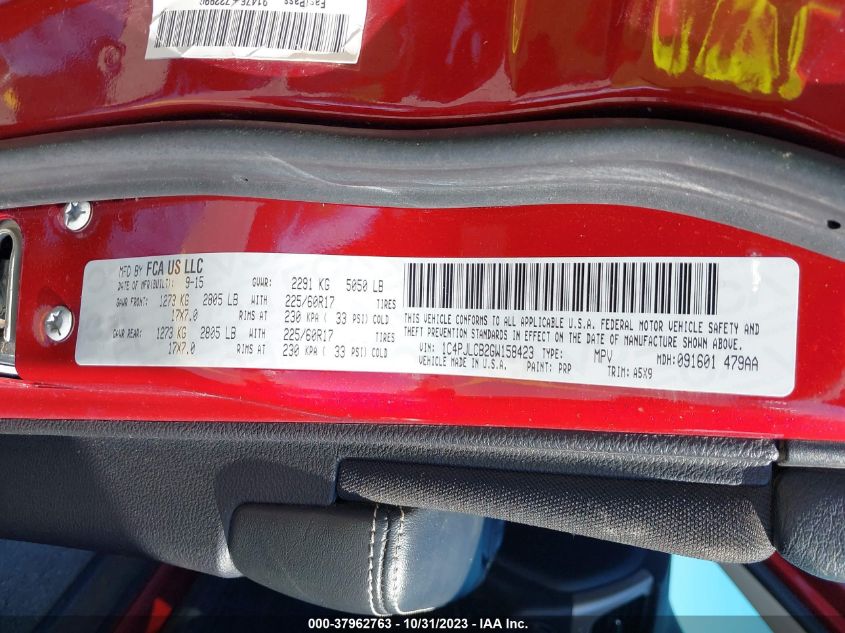 FastPass
MFD BY FCA US LLC
DATE OF MFR(BUILT): 9-15 GVWR: 2291 KG 5050 LB
GAWR FRONT: 1273 KG 2805 LB WITH 225/60R17 TIRES
17X7.0 RIMS AT 230 KPA ( 33 PSI) COLD
GAWR REAR: 1273 KG 2805 LB WITH 225/60R17 TIRES
17X7.0 RIMS AT 230 KPA ( 33 PSI) COLD
THIS VEHICLE CONFORMS TO ALL APPLICABLE U.S.A. FEDERAL MOTOR VEHICLE SAFETY AND
THEFT PREVENTION STANDARDS IN EFFECT ON THE DATE OF MANUFACTURE SHOWN ABOVE.
VIN: 1C4PJLCB2GW158423 TYPE: MPV MDH:091601 479AA
VEHICLE MADE IN U.S.A. PAINT: PRP TRIM: A5X9
000-37962763 - 10/31/2023 - IAA Inc.